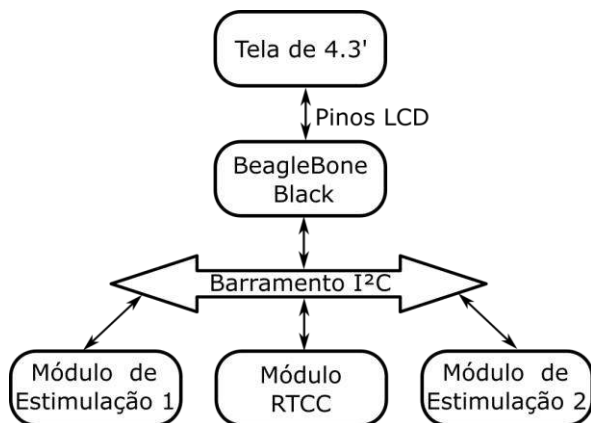 Tela de 4.3'
Pinos LCD
BeagleBone
Black
Barramento I²C
Módulo de
Estimulação 1
Módulo
RTCC
Módulo de
Estimulação 2